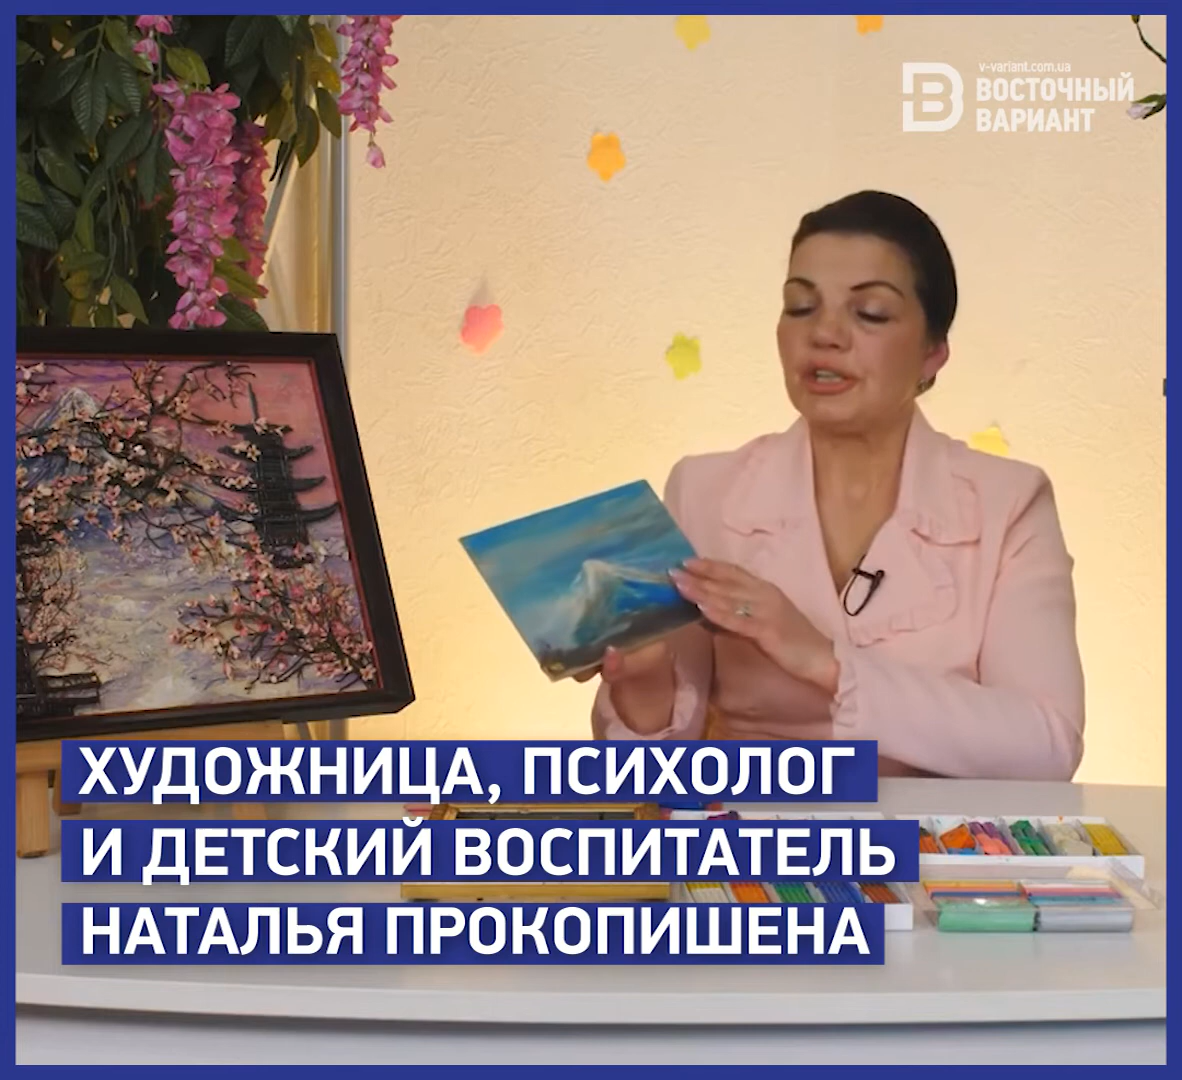 v-variant.com.ua
ВОСТОЧНЫЙ
ВАРИАНТ
ХУДОЖНИЦА, ПСИХОЛОГ
И ДЕТСКИЙ ВОСПИТАТЕЛЬ
НАТАЛЬЯ ПРОКОПИШЕНА